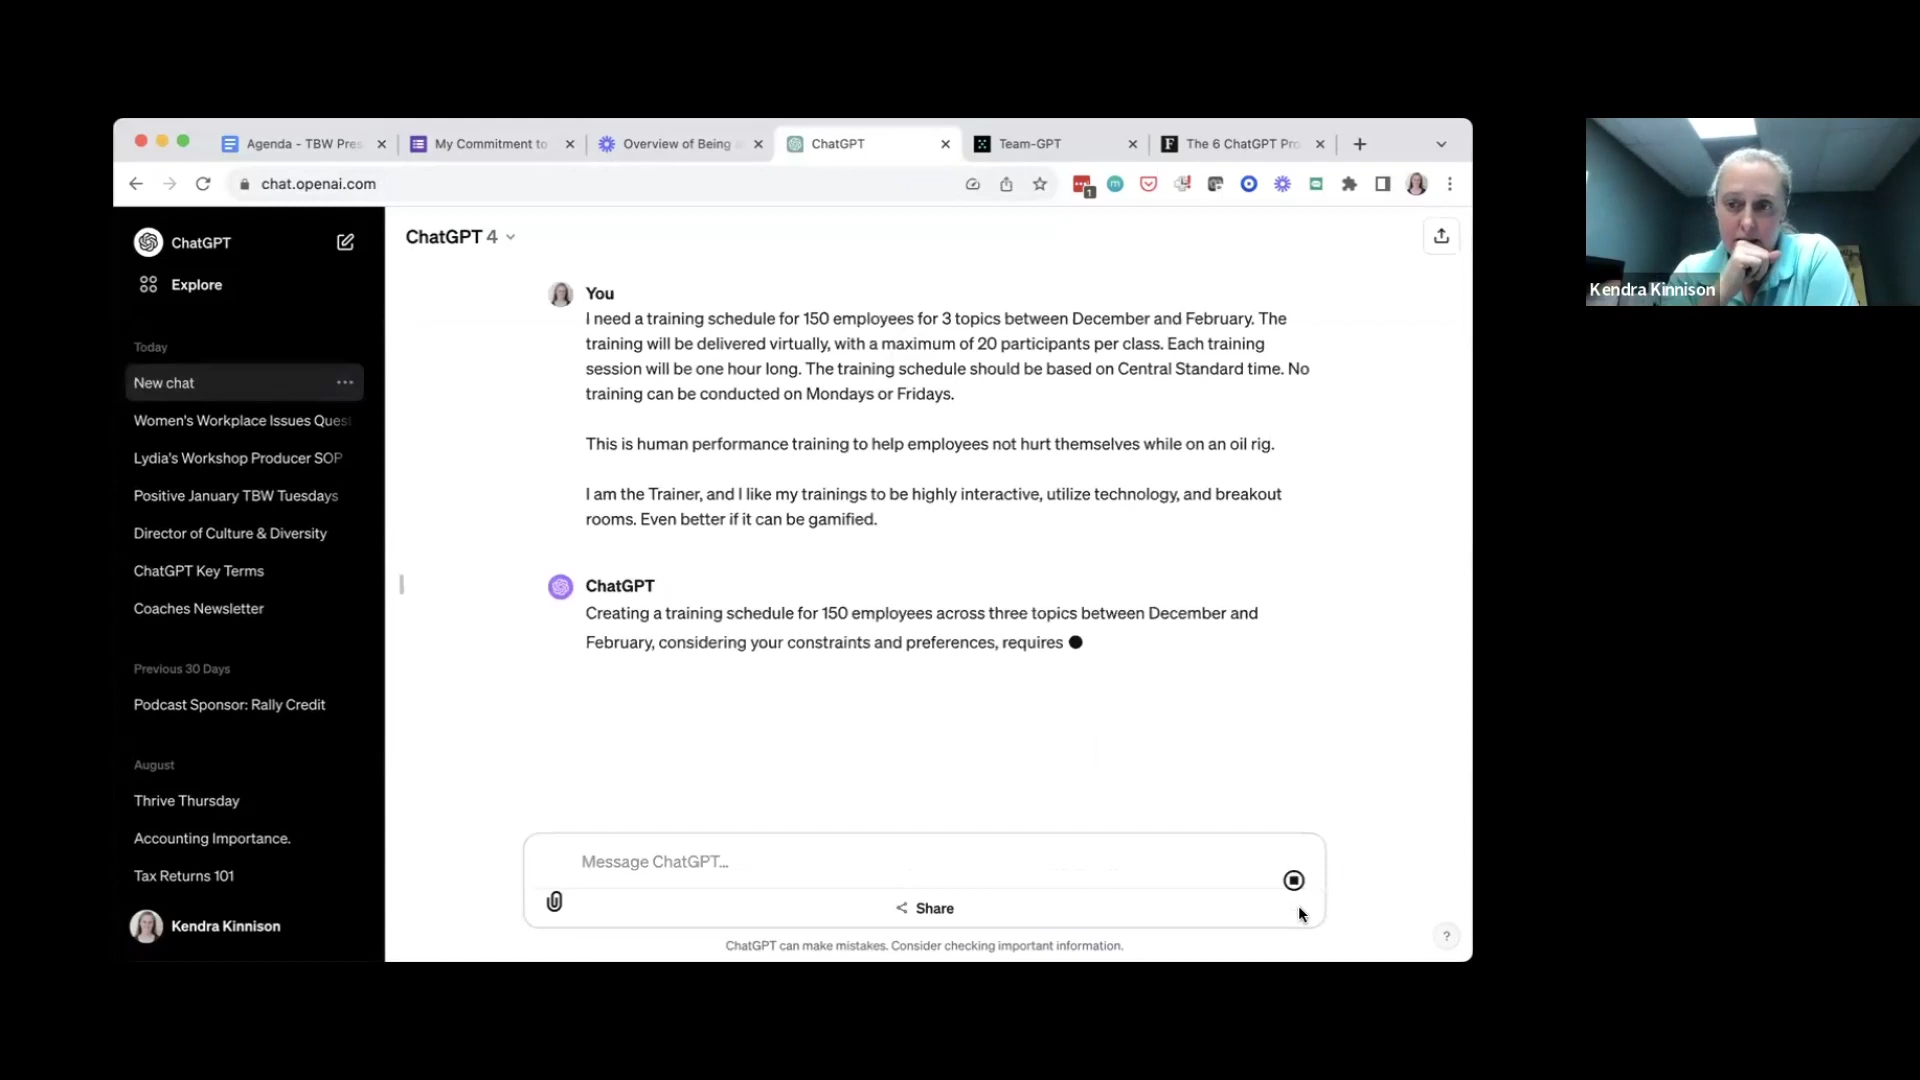 Agenda - TBW Pres
My Commitment to
Overview of Being
ChatGPT
Team-GPT
The 6 ChatGPT Pro
chat.openai.com
1
ChatGPT
Explore
Today
New chat
Women's Workplace Issues Quest
Lydia's Workshop Producer SOP
Positive January TBW Tuesdays
Director of Culture & Diversity
ChatGPT Key Terms
Coaches Newsletter
Previous 30 Days
Podcast Sponsor: Rally Credit
August
Thrive Thursday
Accounting Importance.
Tax Returns 101
Kendra Kinnison
ChatGPT 4
You
I need a training schedule for 150 employees for 3 topics between December and February. The
training will be delivered virtually, with a maximum of 20 participants per class. Each training
session will be one hour long. The training schedule should be based on Central Standard time. No
training can be conducted on Mondays or Fridays.
This is human performance training to help employees not hurt themselves while on an oil rig.
I am the Trainer, and I like my trainings to be highly interactive, utilize technology, and breakout
rooms. Even better if it can be gamified.
ChatGPT
Creating a training schedule for 150 employees across three topics between December and
February, considering your constraints and preferences, requires
Message ChatGPT...
Share
ChatGPT can make mistakes. Consider checking important information.
?
Kendra Kinnison